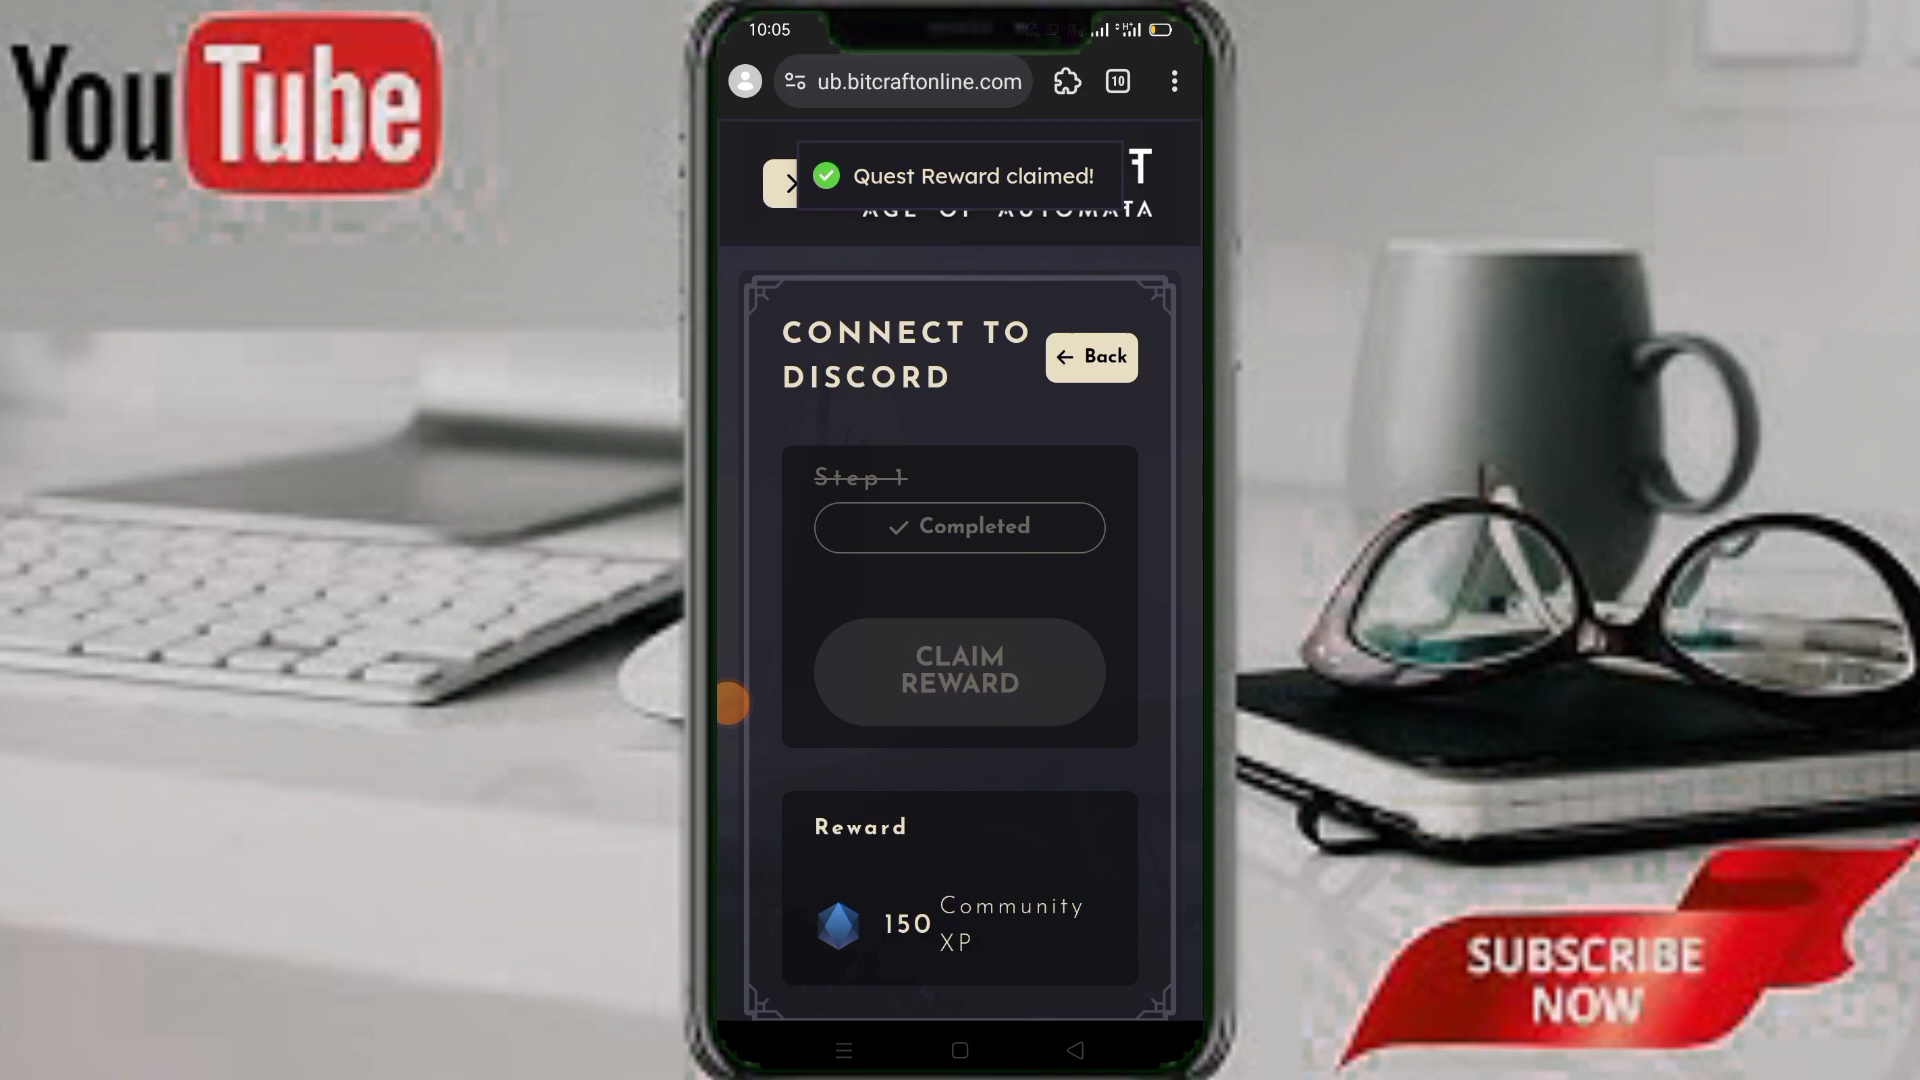 YouTube
10:05
ub.bitcraftonline.com
10
Quest Reward claimed!
AGE OF AUTOMATA
CONNECT TO
DISCORD
Back
Step 1
Completed
CLAIM
REWARD
Reward
150
Community
XP
SUBSCRIBE
NOW